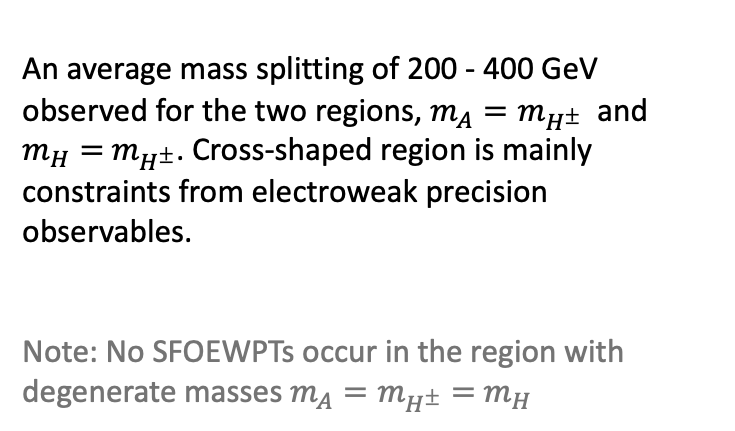 An average mass splitting of 200 - 400 GeV
observed for the two regions, $m_A = m_{H^\pm}$ and
$m_H = m_{H^\pm}$. Cross-shaped region is mainly
constraints from electroweak precision
observables.
Note: No SFOEWPTs occur in the region with
degenerate masses $m_A = m_{H^\pm} = m_H$